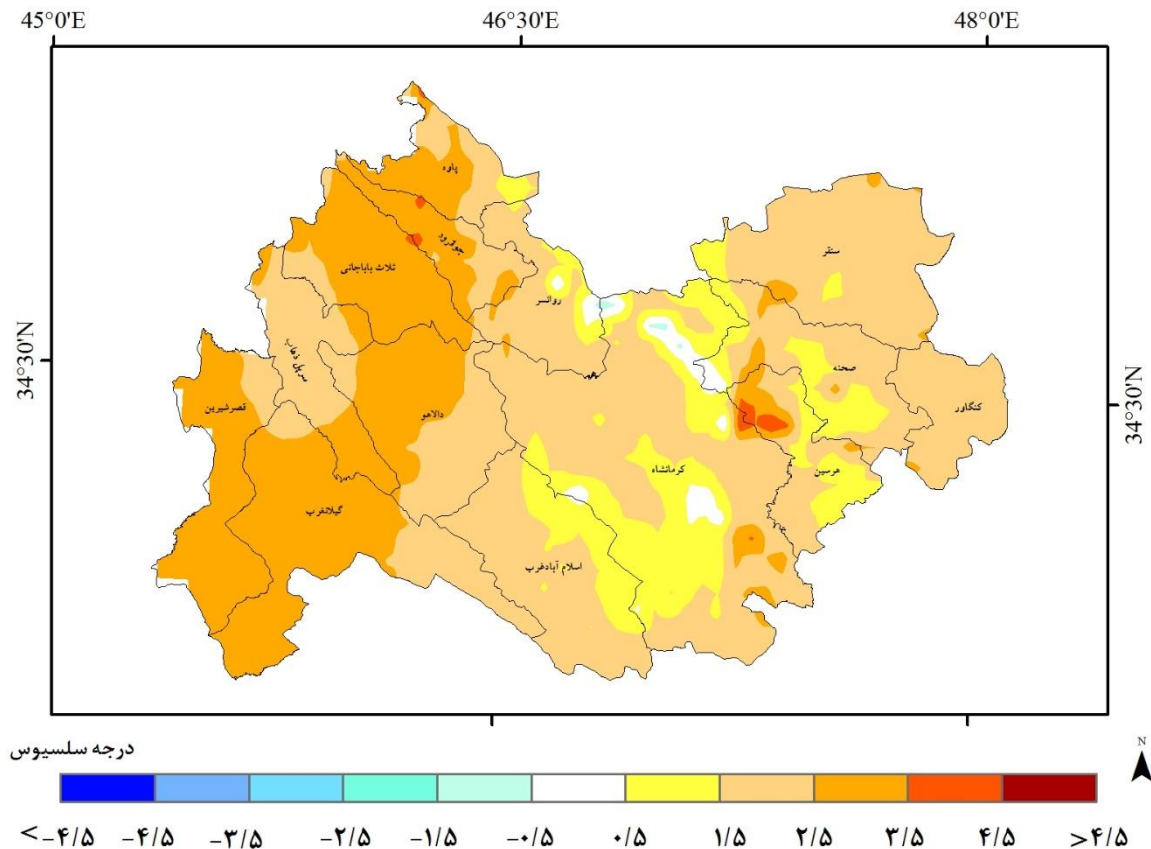 45°0'E 46°30'E 48°0'E
34°30'N
34°30'N
پاوه
جوانرود
ثلاث باباجانی
روانسر
سنقر
سرپل ذهاب
صحنه
قصرشیرین
دالاهو
کنگاور
کرمانشاه
هرسین
گیلانغرب
اسلام آبادغرب
درجه سلسیوس
N
<-۴/۵ -۴/۵ -۳/۵ -۲/۵ -۱/۵ -۰/۵ ۰/۵ ۱/۵ ۲/۵ ۳/۵ ۴/۵ >۴/۵